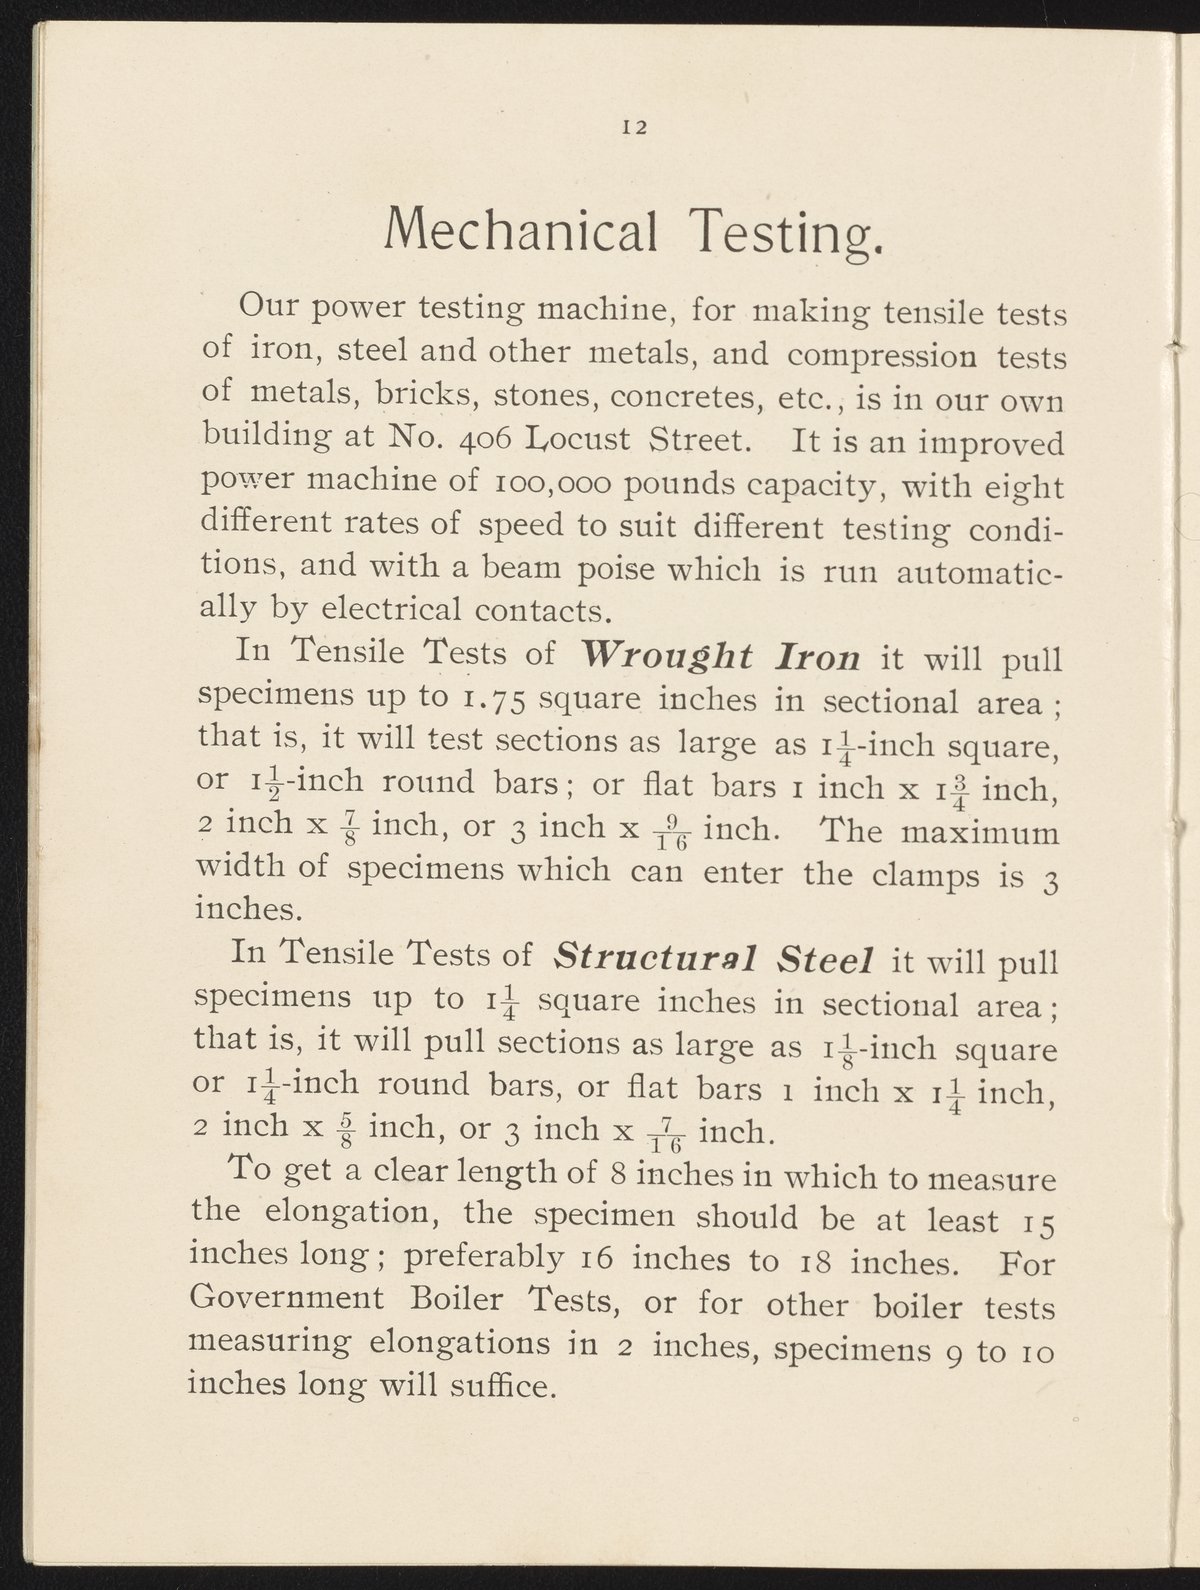 12
Mechanical Testing.
Our power testing machine, for making tensile tests
of iron, steel and other metals, and compression tests
of metals, bricks, stones, concretes, etc., is in our own
building at No. 406 Locust Street. It is an improved
power machine of 100,000 pounds capacity, with eight
different rates of speed to suit different testing condi-
tions, and with a beam poise which is run automatic-
ally by electrical contacts.
In Tensile Tests of Wrought Iron it will pull
specimens up to 1.75 square inches in sectional area ;
that is, it will test sections as large as 1¼-inch square,
or 1½-inch round bars ; or flat bars 1 inch x 1¾ inch,
2 inch x ⅞ inch, or 3 inch x 9/16 inch. The maximum
width of specimens which can enter the clamps is 3
inches.
In Tensile Tests of Structural Steel it will pull
specimens up to 1¼ square inches in sectional area ;
that is, it will pull sections as large as 1⅛-inch square
or 1¼-inch round bars, or flat bars 1 inch x 1¼ inch,
2 inch x ⅝ inch, or 3 inch x 7/16 inch.
To get a clear length of 8 inches in which to measure
the elongation, the specimen should be at least 15
inches long ; preferably 16 inches to 18 inches. For
Government Boiler Tests, or for other boiler tests
measuring elongations in 2 inches, specimens 9 to 10
inches long will suffice.